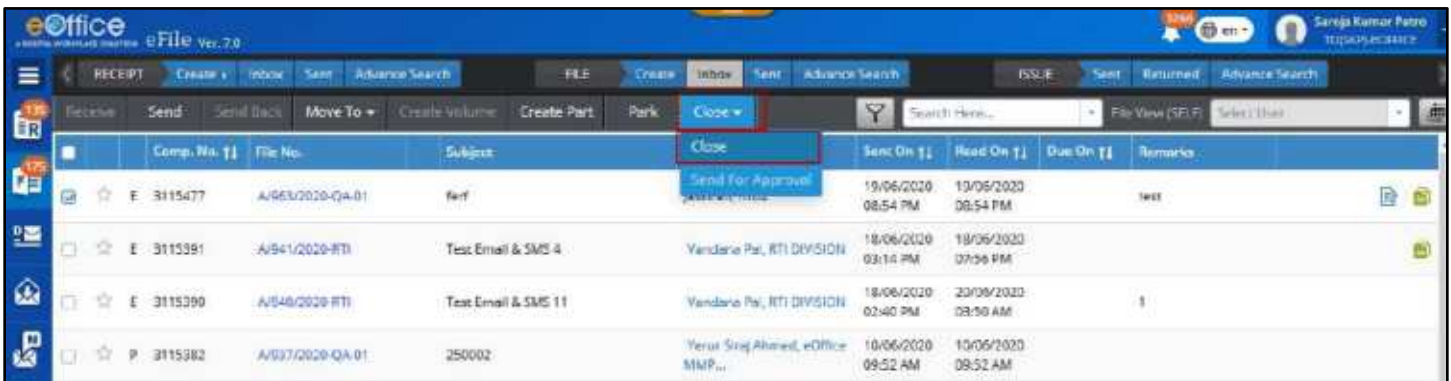 eOffice
eFile Ver. 7.0
en
Saroja Kumar Patro
RECEIPT Create Inbox Sent Advance Search FILE Create Inbox Sent Advance Search ISSUE Sent Returned Advance Search
Receive Send Send Back Move To Create Volume Create Part Park Close Search Here... File View (SELF) Select User
135
R
Close
Comp. No. File No. Subject Sent On Read On Due On Remarks
175
Send For Approval
E 3115477 A/963/2020-QA-01 ferf 19/06/2020 08:54 PM 19/06/2020 08:54 PM test
E 3115391 A/941/2020-RTI Test Email & SMS 4 Vandana Pal, RTI DIVISION 18/06/2020 03:14 PM 18/06/2020 07:56 PM
E 3115390 A/940/2020-RTI Test Email & SMS 11 Vandana Pal, RTI DIVISION 18/06/2020 02:40 PM 20/06/2020 1
P 3115382 A/937/2020-QA-01 250002 Yerur Siraj Ahmed, eOffice MMP... 10/06/2020 09:52 AM 10/06/2020 09:52 AM